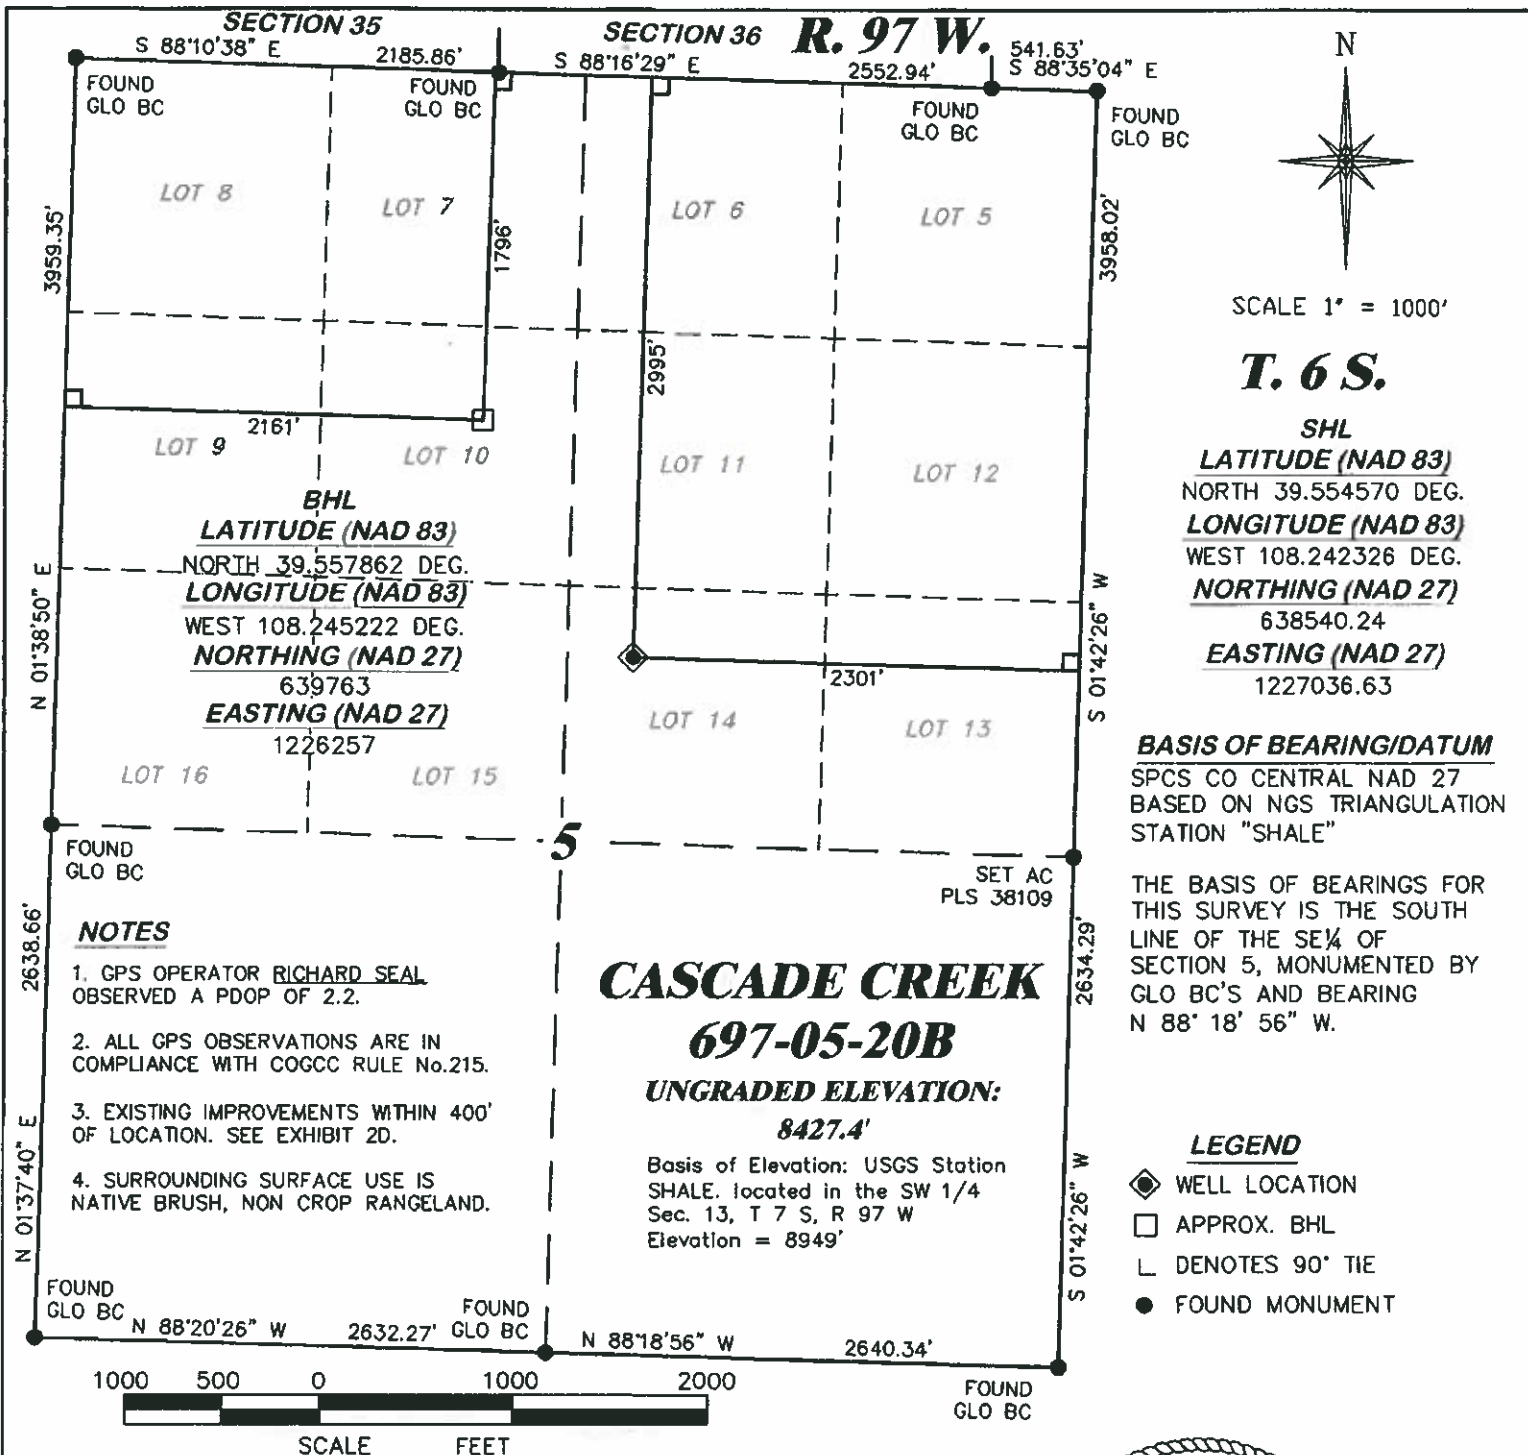 SECTION 35
SECTION 36
R. 97 W.
S 88°10'38" E
2185.86'
S 88°16'29" E
2552.94'
541.63'
S 88°35'04" E
N
FOUND
GLO BC
FOUND
GLO BC
FOUND
GLO BC
FOUND
GLO BC
LOT 8
LOT 7
LOT 6
LOT 5
3959.35'
1796'
3958.02'
SCALE 1" = 1000'
T. 6 S.
2995'
2161'
LOT 9
LOT 10
LOT 11
LOT 12
SHL
LATITUDE (NAD 83)
NORTH 39.554570 DEG.
LONGITUDE (NAD 83)
WEST 108.242326 DEG.
NORTHING (NAD 27)
638540.24
EASTING (NAD 27)
1227036.63
BHL
LATITUDE (NAD 83)
NORTH 39.557862 DEG.
LONGITUDE (NAD 83)
WEST 108.245222 DEG.
NORTHING (NAD 27)
639763
EASTING (NAD 27)
1226257
N 01°38'50" E
S 01°42'26" W
2301'
LOT 16
LOT 15
LOT 14
LOT 13
BASIS OF BEARING/DATUM
SPCS CO CENTRAL NAD 27
BASED ON NGS TRIANGULATION
STATION "SHALE"
THE BASIS OF BEARINGS FOR
THIS SURVEY IS THE SOUTH
LINE OF THE SE¼ OF
SECTION 5, MONUMENTED BY
GLO BC'S AND BEARING
N 88° 18' 56" W.
5
FOUND
GLO BC
SET AC
PLS 38109
2638.66'
2634.29'
NOTES
1. GPS OPERATOR RICHARD SEAL
OBSERVED A PDOP OF 2.2.
2. ALL GPS OBSERVATIONS ARE IN
COMPLIANCE WITH COGCC RULE No.215.
3. EXISTING IMPROVEMENTS WITHIN 400'
OF LOCATION. SEE EXHIBIT 2D.
4. SURROUNDING SURFACE USE IS
NATIVE BRUSH, NON CROP RANGELAND.
CASCADE CREEK
697-05-20B
UNGRADED ELEVATION:
8427.4'
Basis of Elevation: USGS Station
SHALE. located in the SW 1/4
Sec. 13, T 7 S, R 97 W
Elevation = 8949'
N 01°37'40" E
S 01°42'26" W
LEGEND
WELL LOCATION
APPROX. BHL
DENOTES 90° TIE
FOUND MONUMENT
FOUND
GLO BC
N 88°20'26" W
2632.27'
FOUND
GLO BC
N 88°18'56" W
2640.34'
FOUND
GLO BC
1000 500 0 1000 2000
SCALE FEET